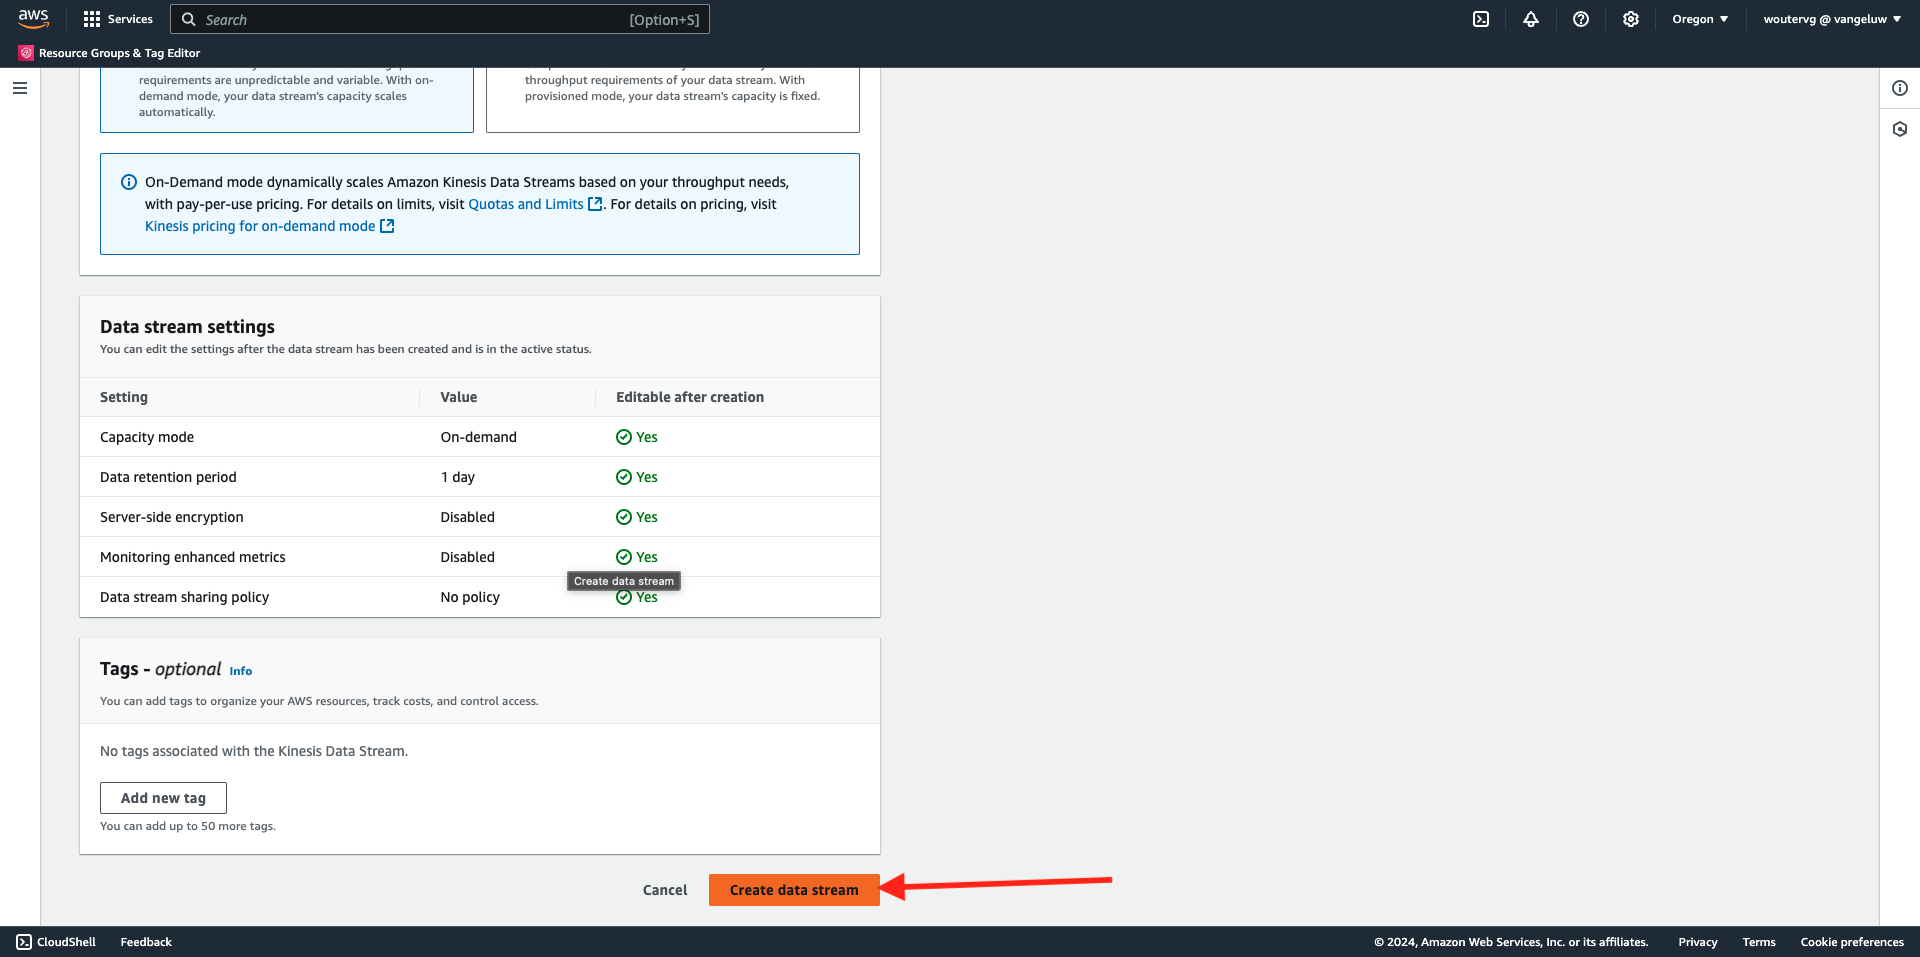 aws
Services
Search
[Option+S]
Oregon
woutervg @ vangeluw
Resource Groups & Tag Editor
requirements are unpredictable and variable. With on-
demand mode, your data stream's capacity scales
automatically.
throughput requirements of your data stream. With
provisioned mode, your data stream's capacity is fixed.
On-Demand mode dynamically scales Amazon Kinesis Data Streams based on your throughput needs,
with pay-per-use pricing. For details on limits, visit Quotas and Limits. For details on pricing, visit
Kinesis pricing for on-demand mode
Data stream settings
You can edit the settings after the data stream has been created and is in the active status.
Setting Value Editable after creation
Capacity mode On-demand Yes
Data retention period 1 day Yes
Server-side encryption Disabled Yes
Monitoring enhanced metrics Disabled Yes
Create data stream
Data stream sharing policy No policy Yes
Tags - optional Info
You can add tags to organize your AWS resources, track costs, and control access.
No tags associated with the Kinesis Data Stream.
Add new tag
You can add up to 50 more tags.
Cancel
Create data stream
CloudShell
Feedback
© 2024, Amazon Web Services, Inc. or its affiliates.
Privacy
Terms
Cookie preferences